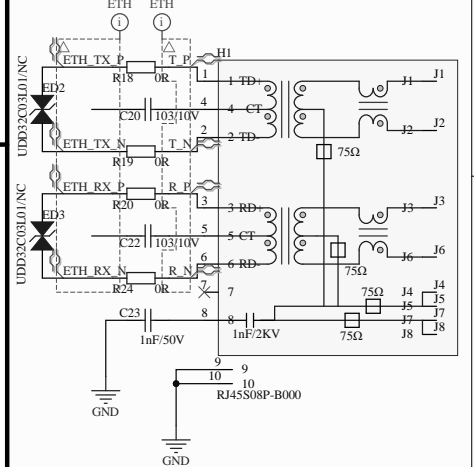 ETH ETH
i i
ETH_TX_P T_P H1
R18 0R
1 1 TD+ J1 J1
UDD32C03L01/NC
ED2
4 4 CT
C20 103/10V
2 2 TD- J2 J2
ETH_TX_N T_N
R19 0R
75Ω
ETH_RX_P R_P
R20 0R
3 3 RD+ J3 J3
UDD32C03L01/NC
ED3
5 5 CT
C22 103/10V
6 6 RD- J6 J6
ETH_RX_N R_N
R24 0R
75Ω
7 7
75Ω J4 J4
J5 J5
C23 8 8 J7 J7
1nF/50V 1nF/2KV 75Ω J8 J8
9 9
10 10
RJ45S08P-B000
GND
GND